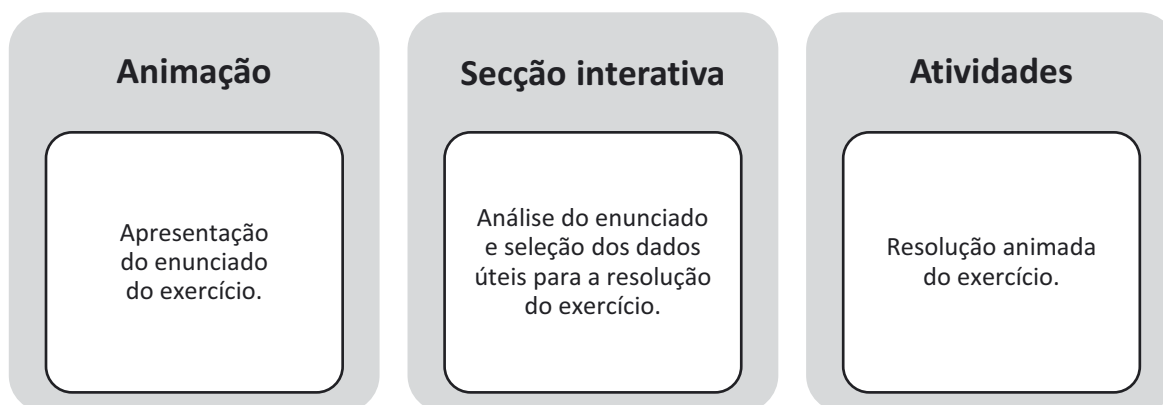 Animação
Apresentação
do enunciado
do exercício.
Secção interativa
Análise do enunciado
e seleção dos dados
úteis para a resolução
do exercício.
Atividades
Resolução animada
do exercício.